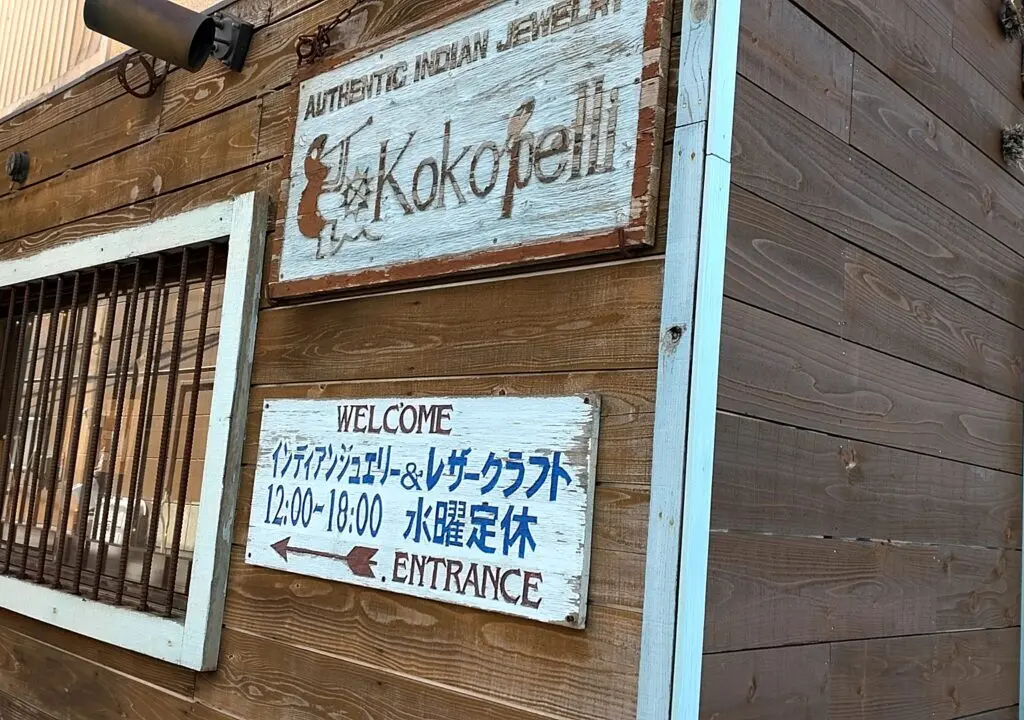 AUTHENTIC INDIAN JEWELRY
Kokopelli
WELCOME
インディアンジュエリー&レザークラフト
12:00~18:00 水曜定休
ENTRANCE